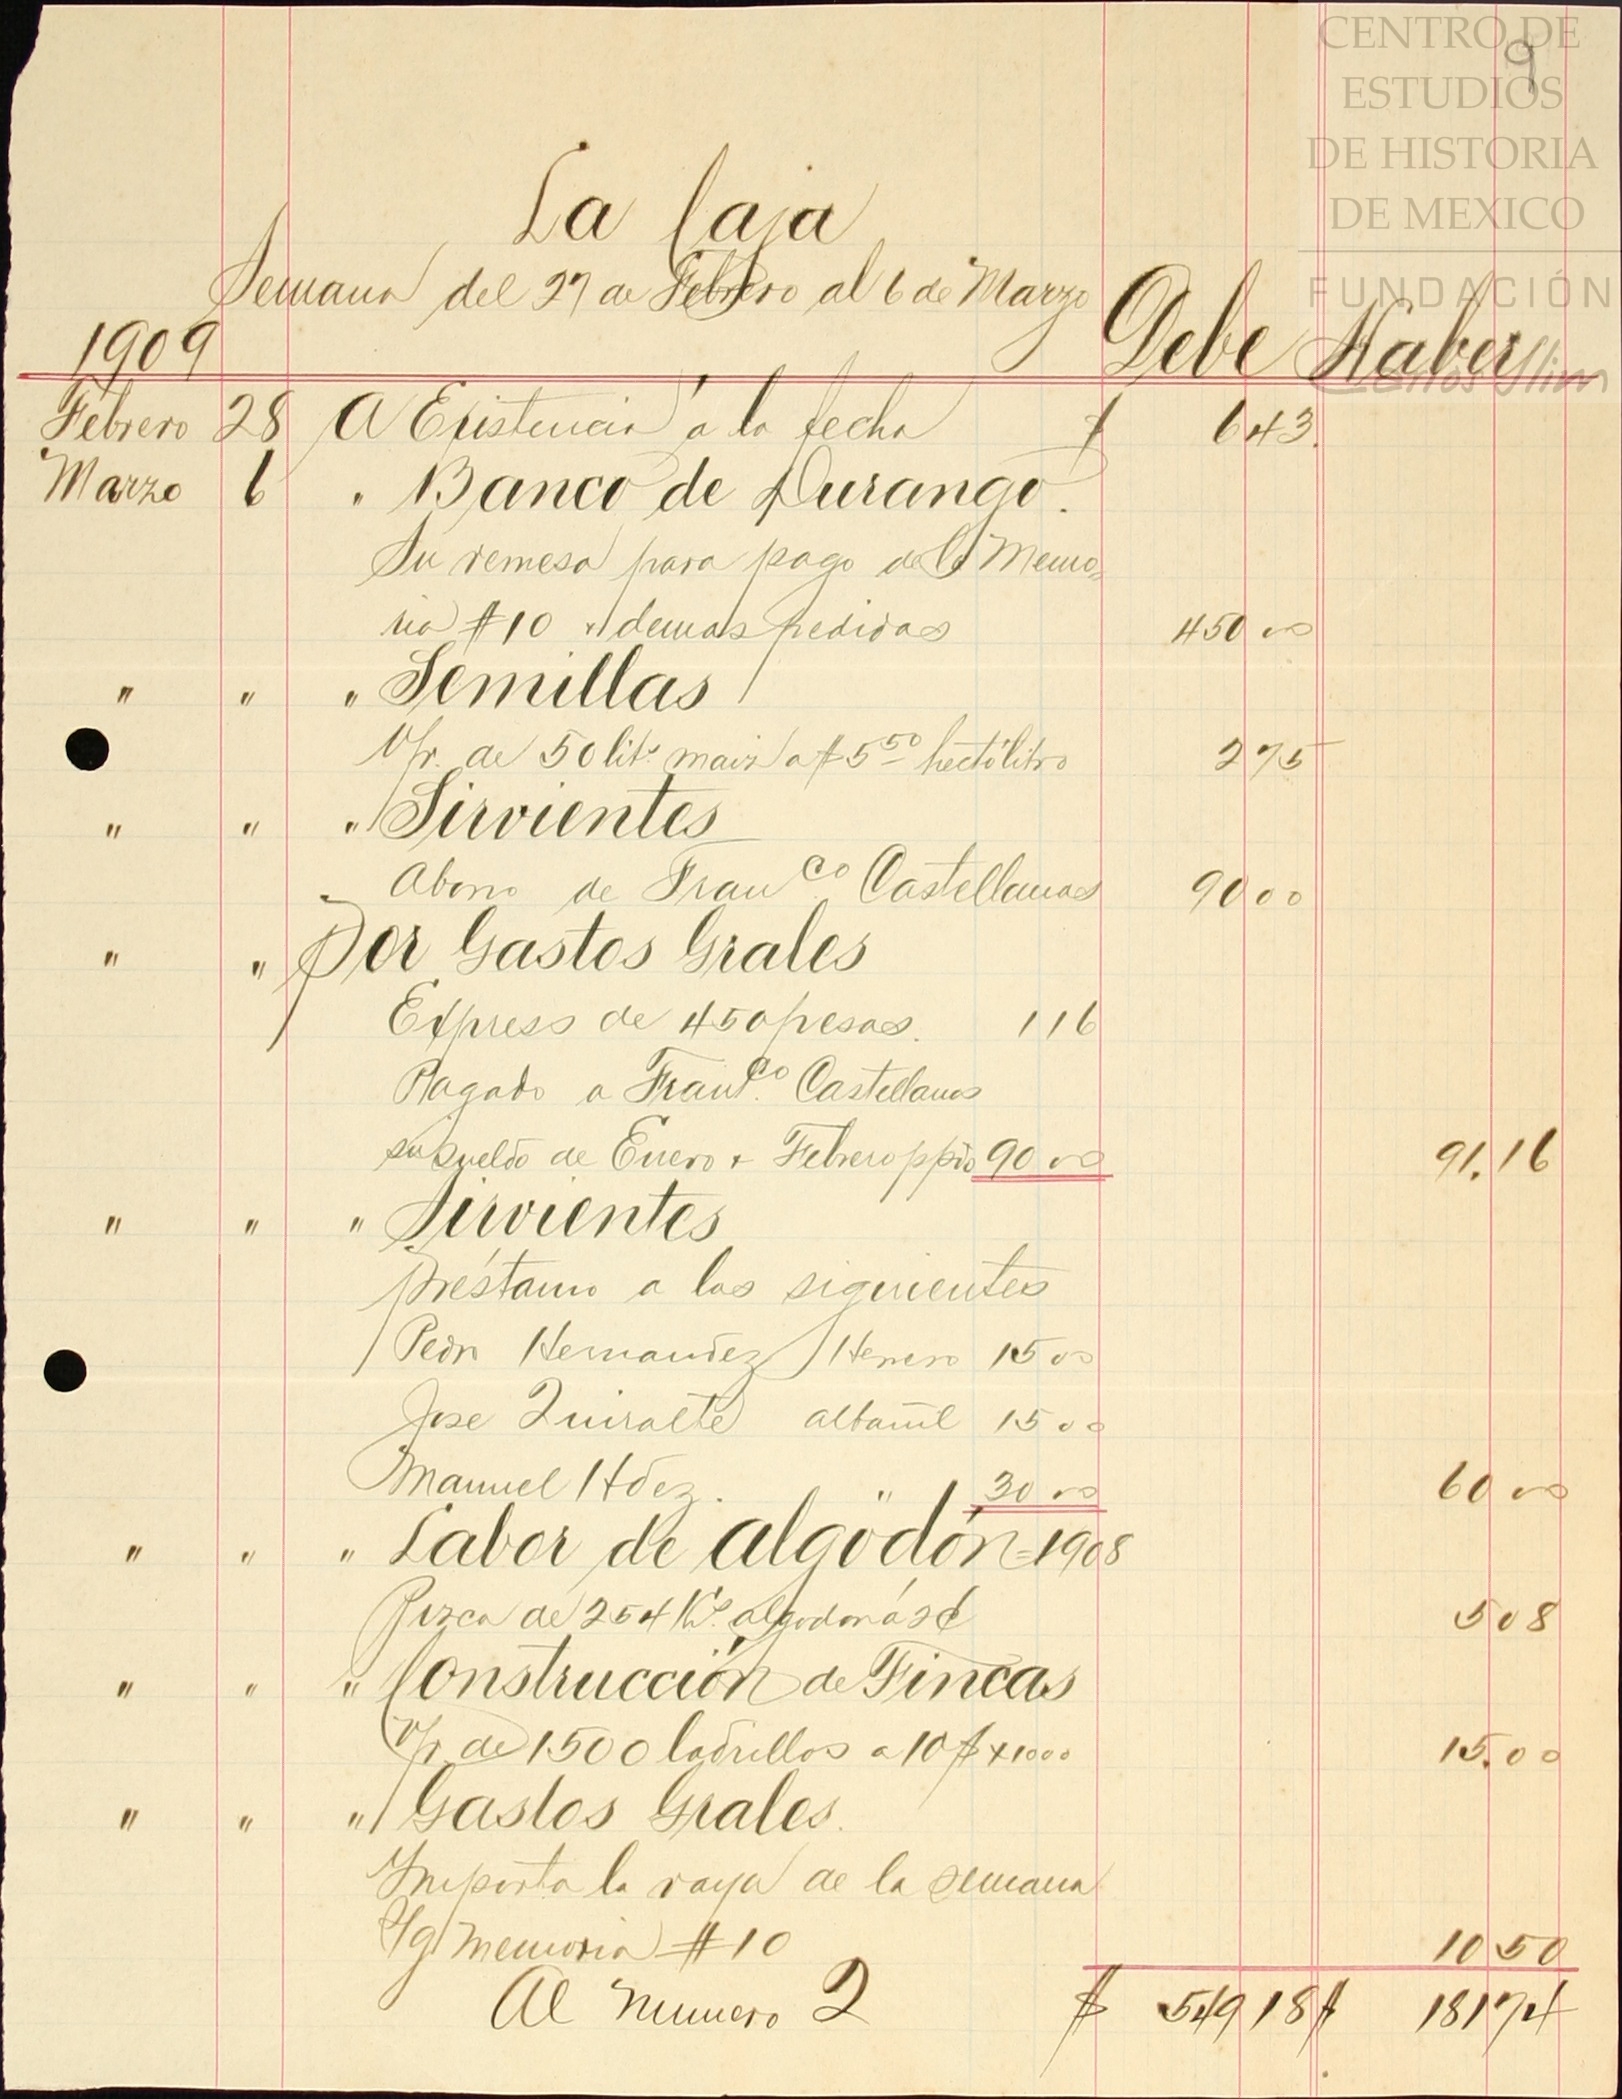 CENTRO DE
ESTUDIOS
DE HISTORIA
DE MEXICO
FUNDACIÓN
Carlos Slim
9
La Caja
Semana del 27 de Febrero al 6 de Marzo
1909 Debe Haber
Febrero 28 A Existencia á la fecha $ 6 43.
Marzo 6 " Banco de Durango.
Su remesa para pago de la Memo=
ria #10 y demas pedidas 450 00
" " " Semillas
V/r. de 50 lits maiz a $5 50 hectólitro 2 75
" " " Sirvientes
Abono de Franco Castellanos 90 00
" " Por Gastos Grales
Express de 450 pesos. 1 16
Pagado a Franco. Castellanos
su sueldo de Enero y Febrero ppdo 90 00 91.16
" " " Sirvientes
Préstamo a los siguientes
Pedro Hernandez Herrero 15 00
Jose Quiralte albañil 15 00
Manuel Hdez. " 30 00 60 00
" " " Labor de algodón=1908
Pizca de 254 Ks. algodon á 2¢ 5 08
" " " Construcción de Fincas
V/r de 1500 ladrillos a 10 $ x 1000 15.00
" " " Gastos Grales.
Importa la raya de la semana
S/g memoria #10 10 50
Al numero 2 $ 549 18 $ 181 74